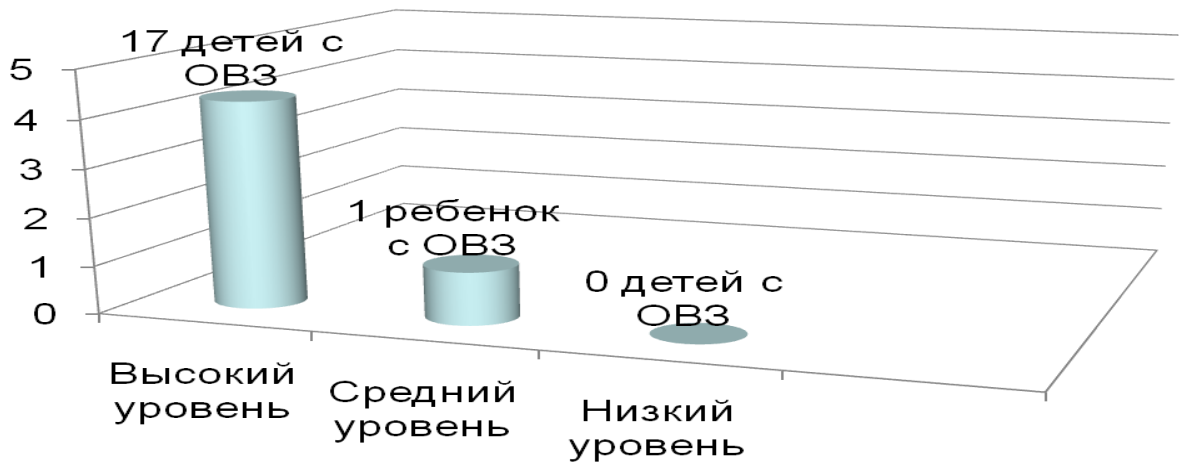 17 детей с
ОВЗ
5
4
3
2
1
0
1 ребенок
с ОВЗ
0 детей с
ОВЗ
Высокий
уровень
Средний
уровень
Низкий
уровень